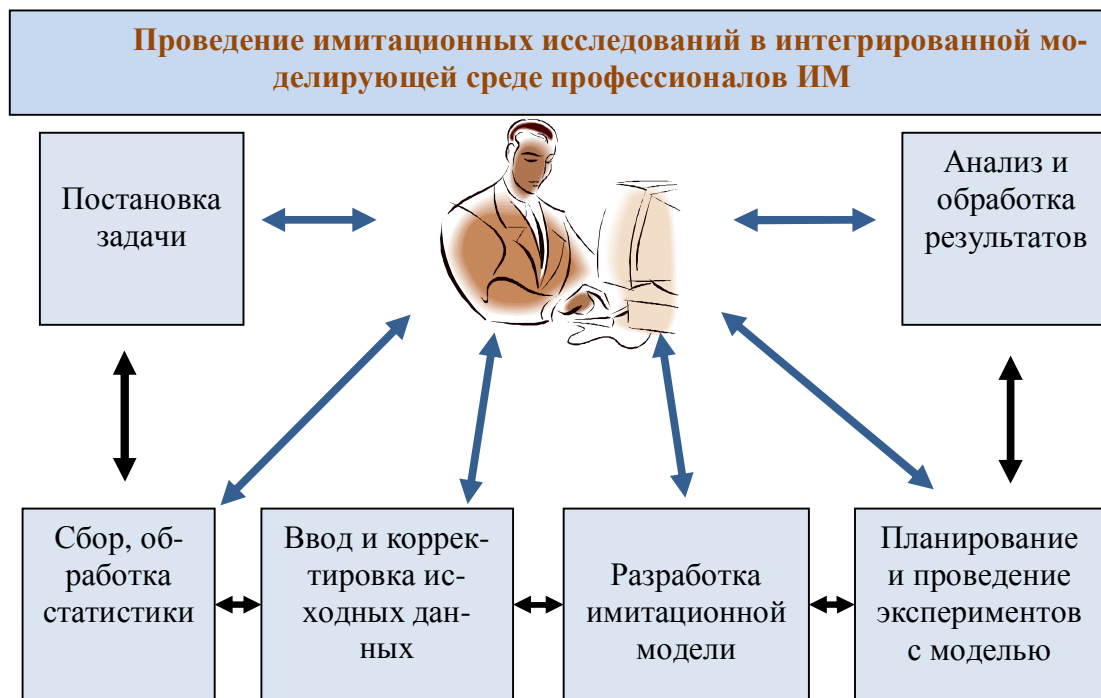 Проведение имитационных исследований в интегрированной мо-
делирующей среде профессионалов ИМ
Постановка
задачи
Анализ и
обработка
результатов
Сбор, об-
работка
статистики
Ввод и коррек-
тировка ис-
ходных дан-
ных
Разработка
имитационной
модели
Планирование
и проведение
экспериментов
с моделью